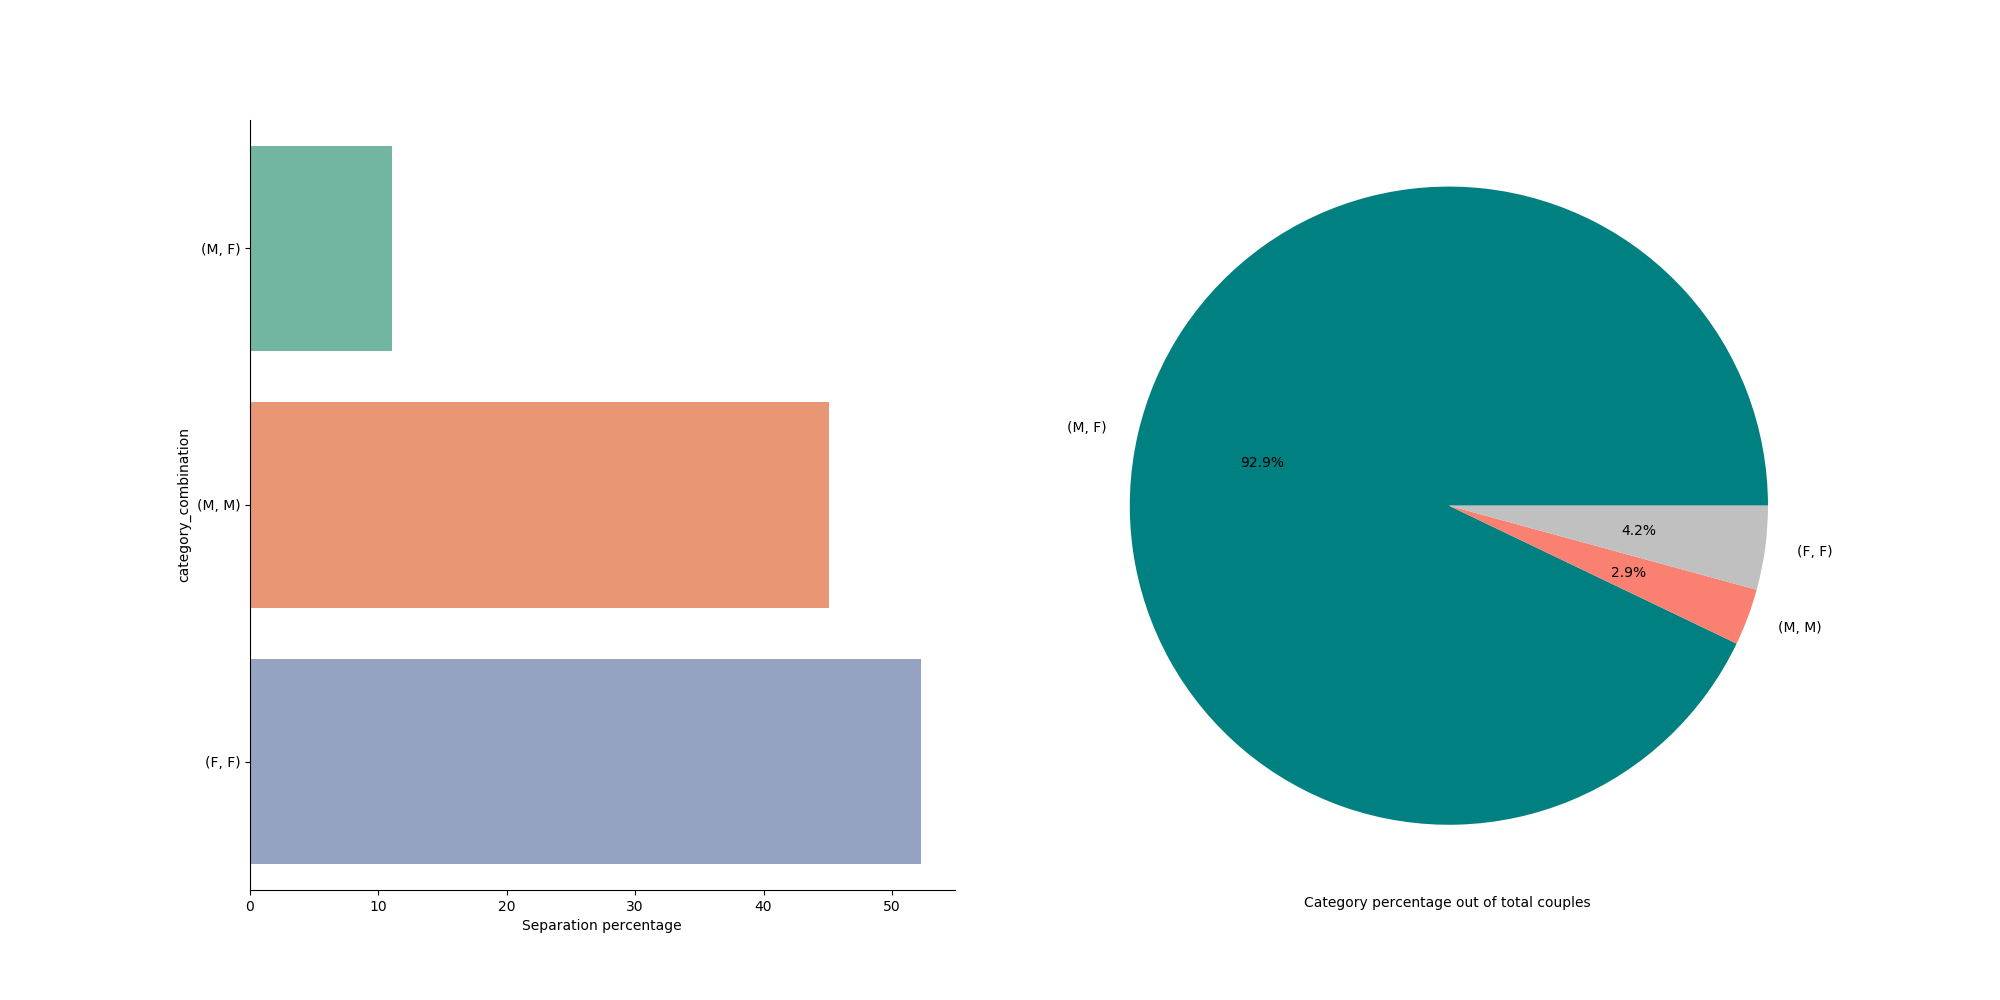 category_combination
(M, F)
(M, M)
(F, F)
0 10 20 30 40 50
Separation percentage
(M, F)
92.9%
4.2%
(F, F)
2.9%
(M, M)
Category percentage out of total couples